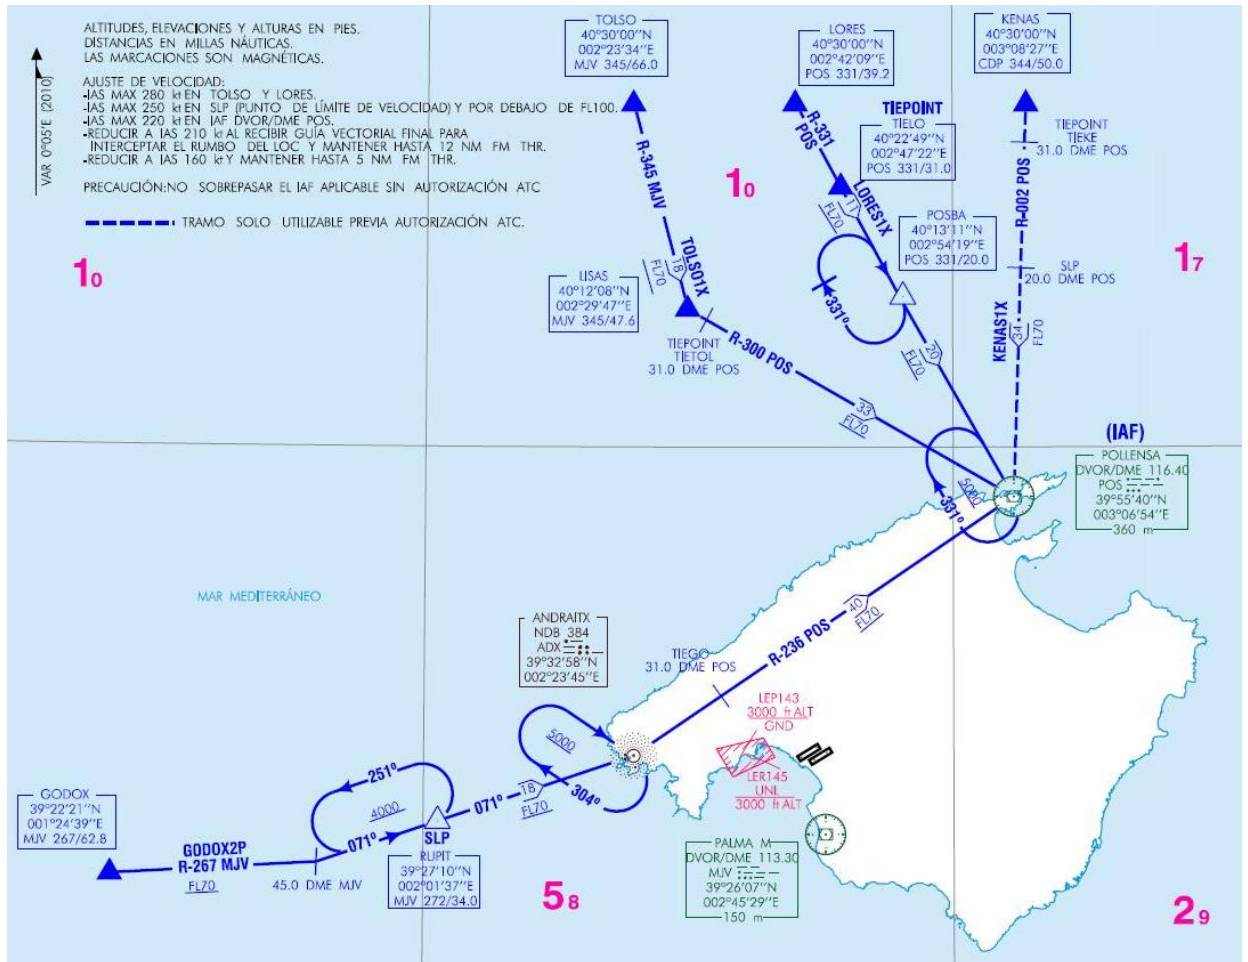 ALTITUDES, ELEVACIONES Y ALTURAS EN PIES.
DISTANCIAS EN MILLAS NÁUTICAS.
LAS MARCACIONES SON MAGNÉTICAS.
AJUSTE DE VELOCIDAD:
-IAS MAX 280 kt EN TOLSO Y LORES.
-IAS MAX 250 kt EN SLP (PUNTO DE LÍMITE DE VELOCIDAD) Y POR DEBAJO DE FL100.
-IAS MAX 220 kt EN IAF DVOR/DME POS.
-REDUCIR A IAS 210 kt AL RECIBIR GUÍA VECTORIAL FINAL PARA
INTERCEPTAR EL RUMBO DEL LOC Y MANTENER HASTA 12 NM FM THR.
-REDUCIR A IAS 160 kt Y MANTENER HASTA 5 NM FM THR.
PRECAUCIÓN:NO SOBREPASAR EL IAF APLICABLE SIN AUTORIZACIÓN ATC
TRAMO SOLO UTILIZABLE PREVIA AUTORIZACIÓN ATC.
VAR 0º05'E (2010)
TOLSO
40°30'00''N
002°23'34''E
MJV 345/66.0
LORES
40°30'00''N
002°42'09''E
POS 331/39.2
KENAS
40°30'00''N
003°08'27''E
CDP 344/50.0
R-345 MJV
R-331
POS
TIEPOINT
TIELO
40°22'49''N
002°47'22''E
POS 331/31.0
TIEPOINT
TIEKE
31.0 DME POS
R-002 POS
10
10
17
11
FL70
LORES1X
POSBA
40°13'11''N
002°54'19''E
POS 331/20.0
SLP
20.0 DME POS
LISAS
40°12'08''N
002°29'47''E
MJV 345/47.6
18
FL70
TOLSO1X
331º
KENAS1X
34
FL70
TIEPOINT
TIETOL
31.0 DME POS
R-300 POS
20
FL70
33
FL70
(IAF)
POLLENSA
DVOR/DME 116.40
POS
39°55'40''N
003°06'54''E
360 m
5000
331º
MAR MEDITERRÁNEO
ANDRAITX
NDB 384
ADX
39°32'58''N
002°23'45''E
TIEGO
31.0 DME POS
R-236 POS
40
FL70
LEP143
3000 ft ALT
GND
LER145
UNL
3000 ft ALT
5000
304º
GODOX
39°22'21''N
001°24'39''E
MJV 267/62.8
GODOX2P
R-267 MJV
FL70
45.0 DME MJV
251º
4000
071º
SLP
071º
18
FL70
RUPIT
39°27'10''N
002°01'37''E
MJV 272/34.0
58
PALMA M
DVOR/DME 113.30
MJV
39°26'07''N
002°45'29''E
150 m
29